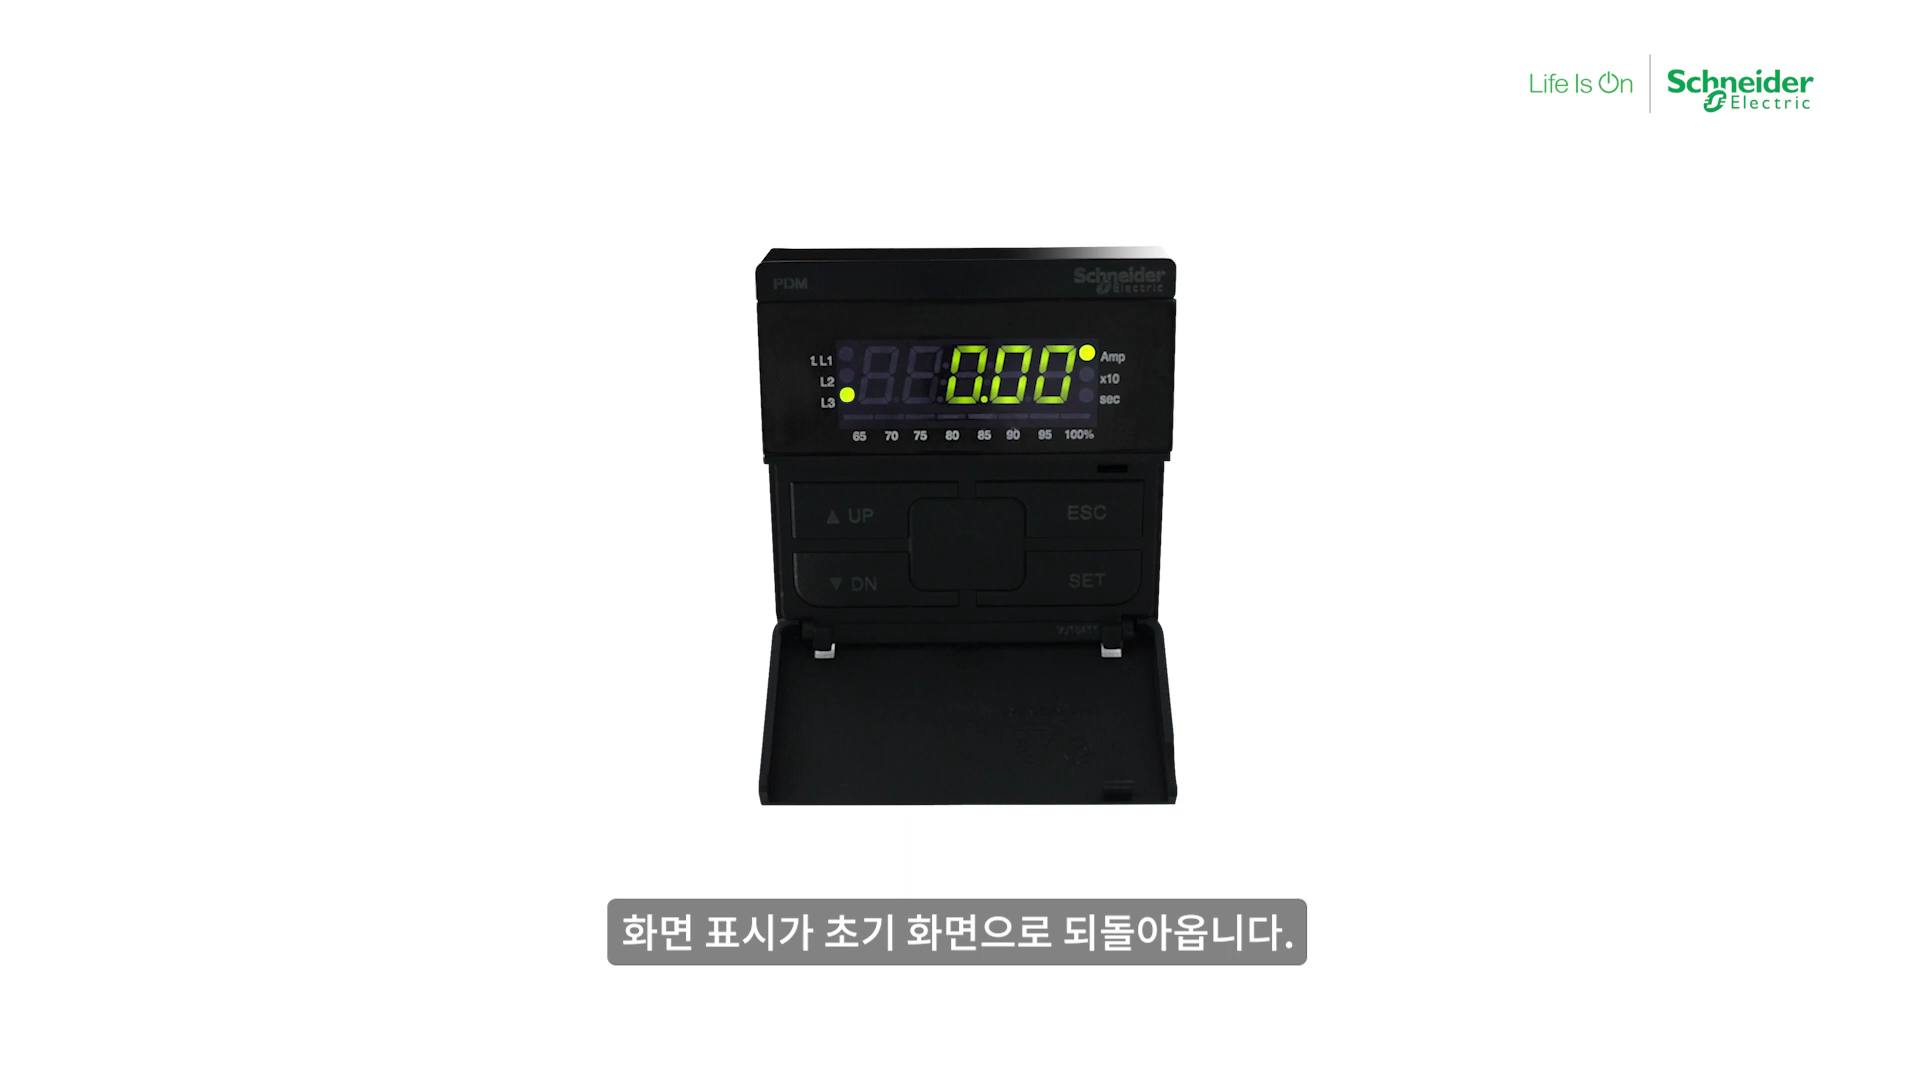 Life Is On
Schneider
Electric
PDM
Schneider
Electric
L1
L2
L3
0.00
Amp
x10
sec
65 70 75 80 85 90 95 100%
▲ UP
ESC
▼ DN
SET
화면 표시가 초기 화면으로 되돌아옵니다.